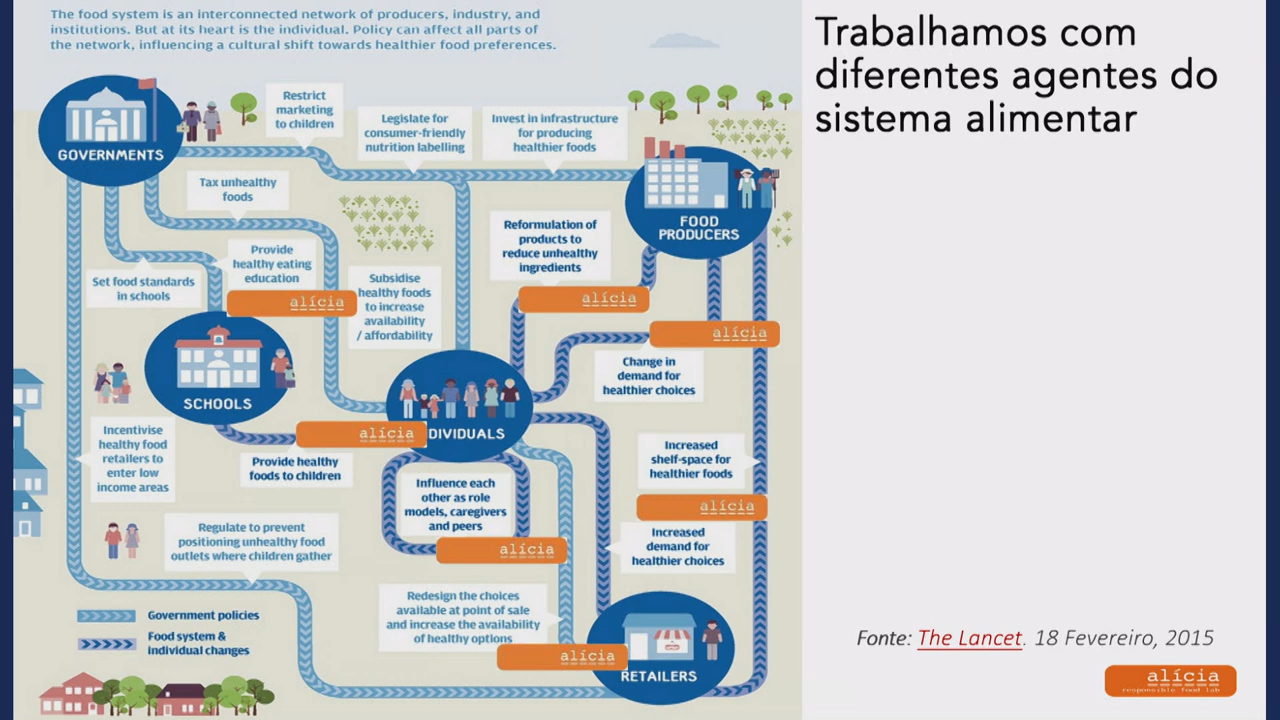 The food system is an interconnected network of producers, industry, and
institutions. But at its heart is the individual. Policy can affect all parts of
the network, influencing a cultural shift towards healthier food preferences.
Trabalhamos com
diferentes agentes do
sistema alimentar
GOVERNMENTS
Restrict
marketing
to children
Legislate for
consumer-friendly
nutrition labelling
Invest in infrastructure
for producing
healthier foods
FOOD
PRODUCERS
Tax unhealthy
foods
Reformulation of
products to
reduce unhealthy
ingredients
alícia
Set food standards
in schools
Provide
healthy eating
education
alícia
Subsidise
healthy foods
to increase
availability
/ affordability
alícia
Change in
demand for
healthier choices
SCHOOLS
DIVIDUALS
alícia
Provide healthy
foods to children
Incentivise
healthy food
retailers to
enter low
income areas
Influence each
other as role
models, caregivers
and peers
alícia
Increased
shelf-space for
healthier foods
alícia
Increased
demand for
healthier choices
Regulate to prevent
positioning unhealthy food
outlets where children gather
Redesign the choices
available at point of sale
and increase the availability
of healthy options
alícia
RETAILERS
Government policies
Food system &
individual changes
Fonte: The Lancet. 18 Fevereiro, 2015
alícia
responsible food lab